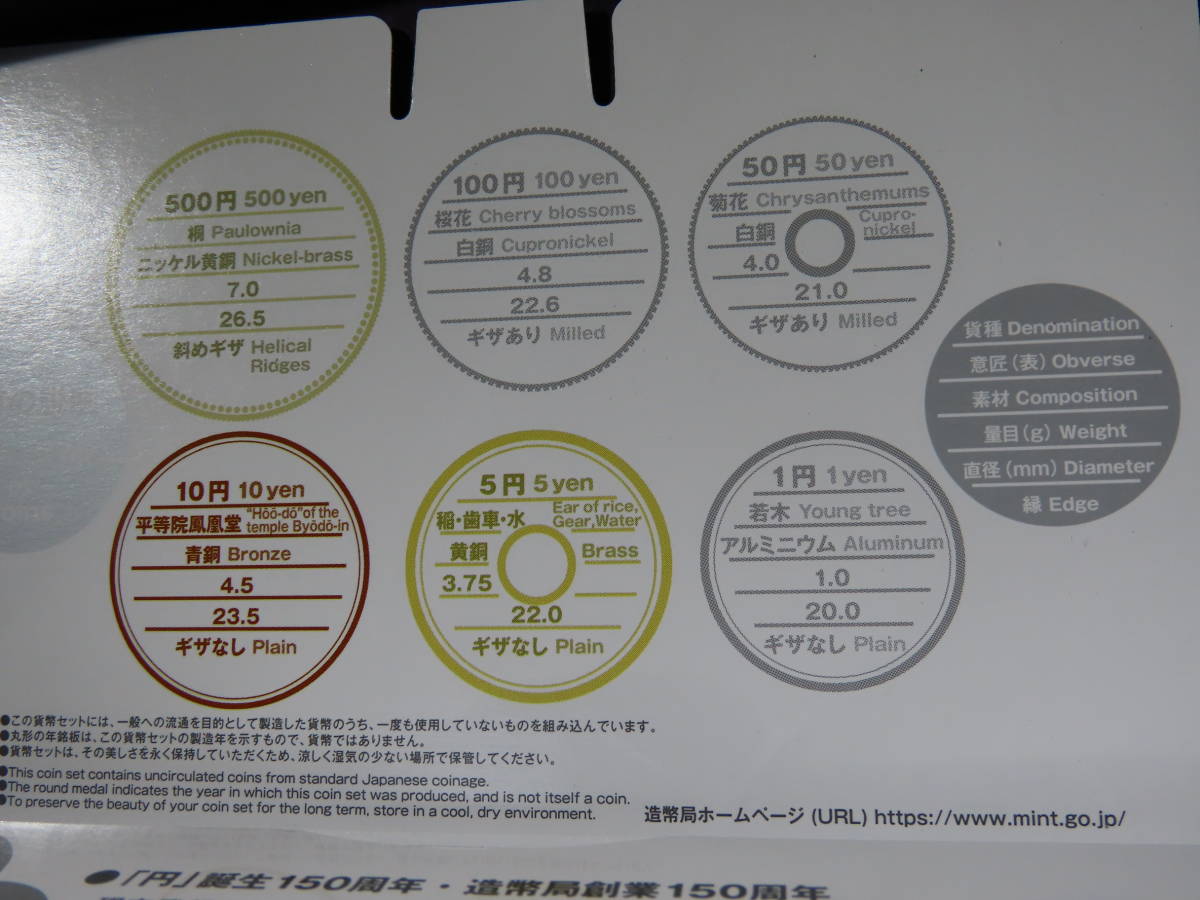 500円 500 yen
桐 Paulownia
ニッケル黄銅 Nickel-brass
7.0
26.5
斜めギザ Helical
Ridges
100円 100 yen
桜花 Cherry blossoms
白銅 Cupronickel
4.8
22.6
ギザあり Milled
50円 50 yen
菊花 Chrysanthemums
白銅 Cupro-
nickel
4.0
21.0
ギザあり Milled
貨種 Denomination
意匠(表) Obverse
素材 Composition
量目(g) Weight
直径(mm) Diameter
縁 Edge
10円 10 yen
平等院鳳凰堂 "Hōō-dō" of the
temple Byōdō-in
青銅 Bronze
4.5
23.5
ギザなし Plain
5円 5 yen
稲・歯車・水 Ear of rice,
Gear, Water
黄銅 Brass
3.75
22.0
ギザなし Plain
1円 1 yen
若木 Young tree
アルミニウム Aluminum
1.0
20.0
ギザなし Plain
●この貨幣セットには、一般への流通を目的として製造した貨幣のうち、一度も使用していないものを組み込んでいます。
●丸形の年銘板は、この貨幣セットの製造年を示すもので、貨幣ではありません。
●貨幣セットは、その美しさを永く保持していただくため、涼しく湿気の少ない場所で保管してください。
●This coin set contains uncirculated coins from standard Japanese coinage.
●The round medal indicates the year in which this coin set was produced, and is not itself a coin.
●To preserve the beauty of your coin set for the long term, store in a cool, dry environment.
造幣局ホームページ (URL) https://www.mint.go.jp/
●「円」誕生150周年・造幣局創業150周年